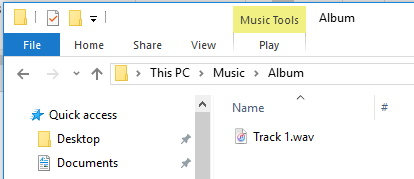 Music Tools Album
File Home Share View Play
This PC > Music > Album
Quick access
Name #
Desktop
Track 1.wav
Documents